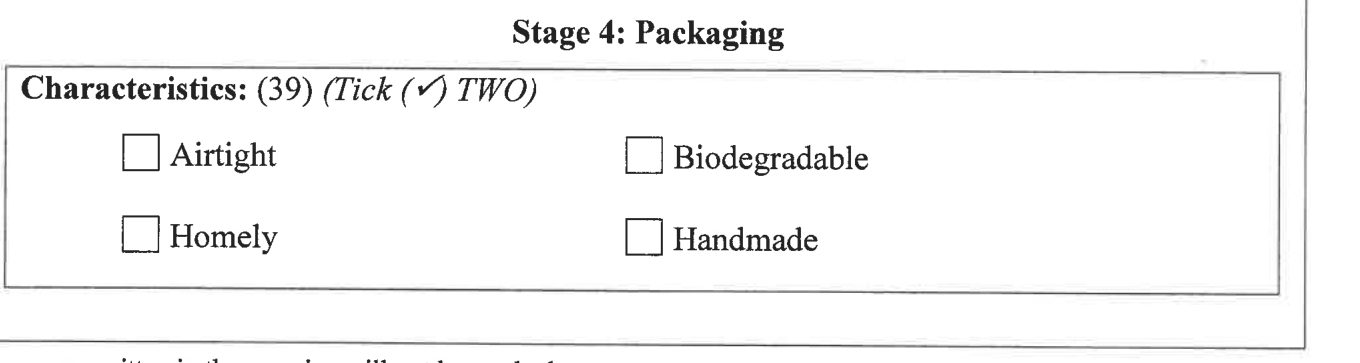 Stage 4: Packaging
Characteristics: (39) (Tick (✓) TWO)
Airtight
Biodegradable
Homely
Handmade